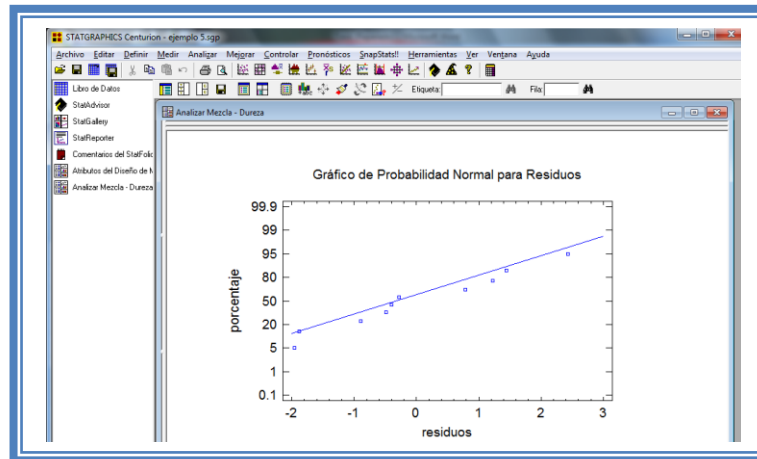 STATGRAPHICS Centurion - ejemplo 5.sgp
Archivo Editar Definir Medir Analizar Mejorar Controlar Pronósticos SnapStats!! Herramientas Ver Ventana Ayuda
Etiqueta: Fila:
Libro de Datos
StatAdvisor
StatGallery
StatReporter
Comentarios del StatFolio
Atributos del Diseño de M
Analizar Mezcla - Dureza
Analizar Mezcla - Dureza
Gráfico de Probabilidad Normal para Residuos
porcentaje
99.9
99
95
80
50
20
5
1
0.1
-2 -1 0 1 2 3
residuos